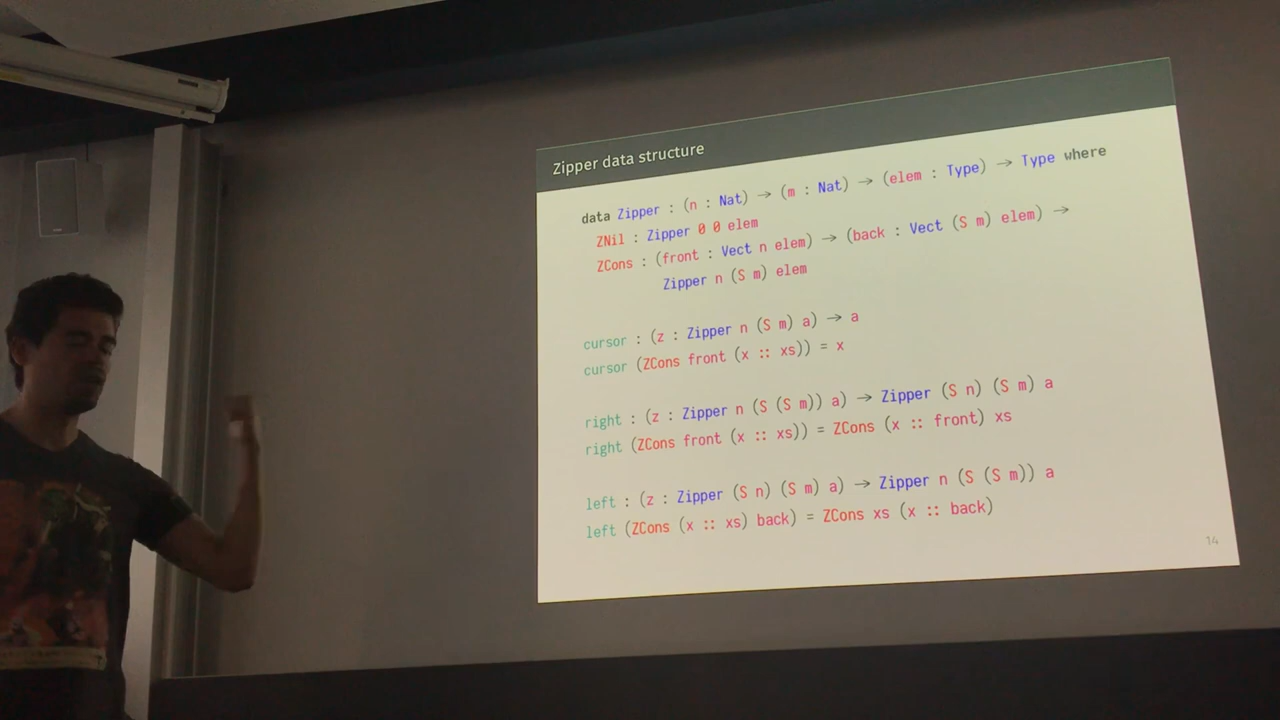 Zipper data structure
data Zipper : (n : Nat) → (m : Nat) → (elem : Type) → Type where
ZNil : Zipper 0 0 elem
ZCons : (front : Vect n elem) → (back : Vect (S m) elem) →
Zipper n (S m) elem
cursor : (z : Zipper n (S m) a) → a
cursor (ZCons front (x :: xs)) = x
right : (z : Zipper n (S (S m)) a) → Zipper (S n) (S m) a
right (ZCons front (x :: xs)) = ZCons (x :: front) xs
left : (z : Zipper (S n) (S m) a) → Zipper n (S (S m)) a
left (ZCons (x :: xs) back) = ZCons xs (x :: back)
14